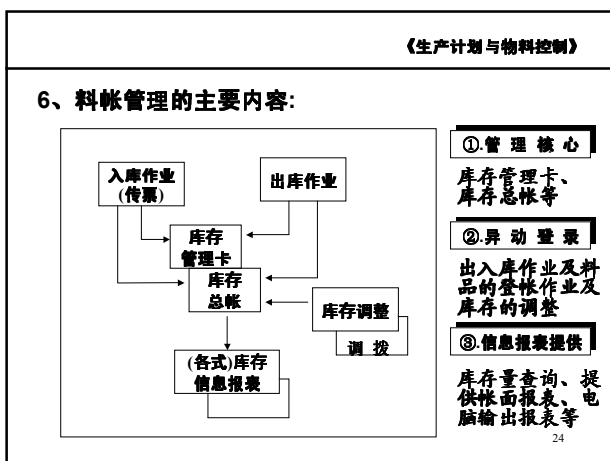 《生产计划与物料控制》
6、料帐管理的主要内容:
入库作业
(传票)
出库作业
库存
管理卡
库存
总帐
库存调整
调 拨
(各式)库存
信息报表
①.管 理 核 心
库存管理卡、
库存总帐等
②.异 动 登 录
出入库作业及料
品的登帐作业及
库存的调整
③.信息报表提供
库存量查询、提
供帐面报表、电
脑输出报表等
24